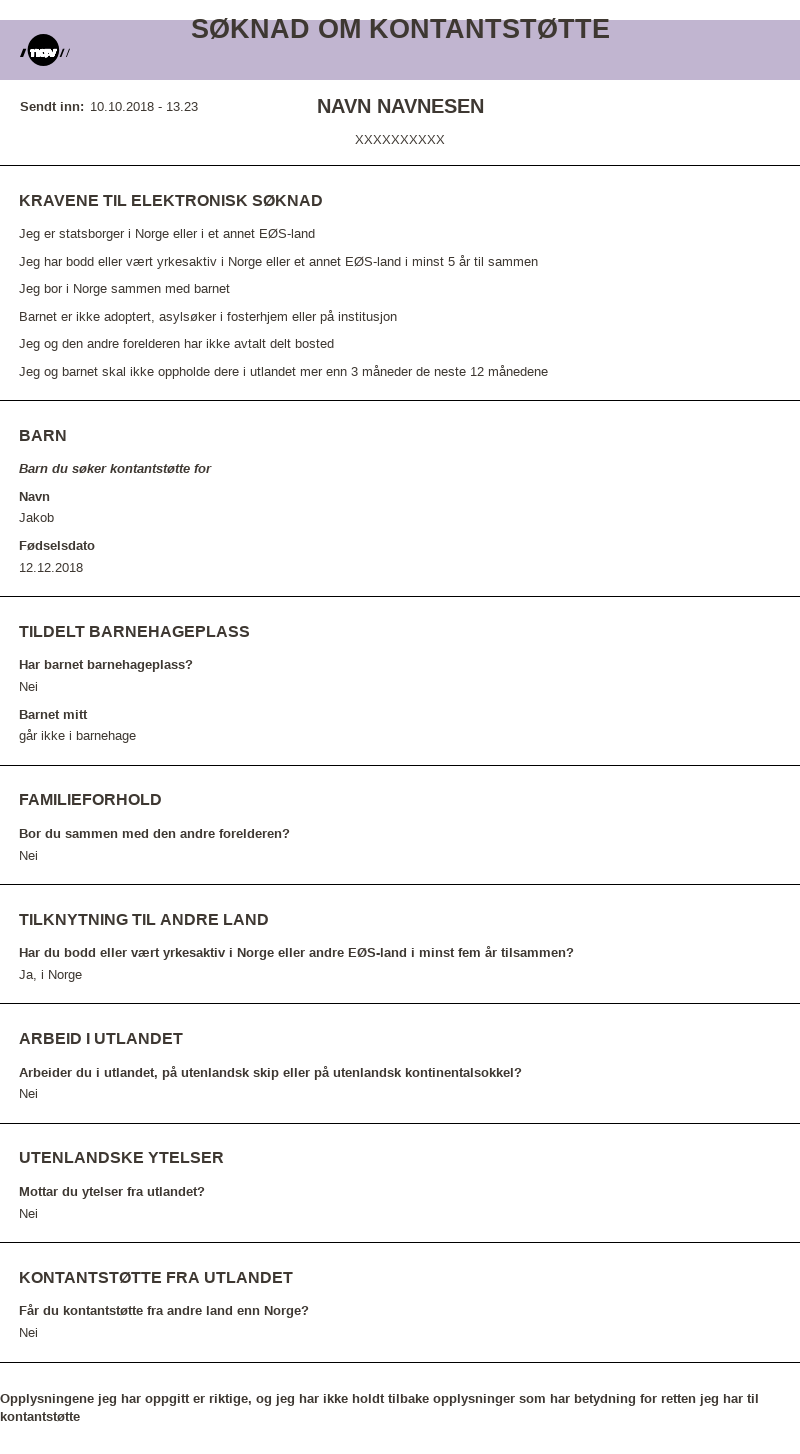 SØKNAD OM KONTANTSTØTTE
nav
Sendt inn: 10.10.2018 - 13.23
NAVN NAVNESEN
XXXXXXXXXX
KRAVENE TIL ELEKTRONISK SØKNAD
Jeg er statsborger i Norge eller i et annet EØS-land
Jeg har bodd eller vært yrkesaktiv i Norge eller et annet EØS-land i minst 5 år til sammen
Jeg bor i Norge sammen med barnet
Barnet er ikke adoptert, asylsøker i fosterhjem eller på institusjon
Jeg og den andre forelderen har ikke avtalt delt bosted
Jeg og barnet skal ikke oppholde dere i utlandet mer enn 3 måneder de neste 12 månedene
BARN
Barn du søker kontantstøtte for
Navn
Jakob
Fødselsdato
12.12.2018
TILDELT BARNEHAGEPLASS
Har barnet barnehageplass?
Nei
Barnet mitt
går ikke i barnehage
FAMILIEFORHOLD
Bor du sammen med den andre forelderen?
Nei
TILKNYTNING TIL ANDRE LAND
Har du bodd eller vært yrkesaktiv i Norge eller andre EØS-land i minst fem år tilsammen?
Ja, i Norge
ARBEID I UTLANDET
Arbeider du i utlandet, på utenlandsk skip eller på utenlandsk kontinentalsokkel?
Nei
UTENLANDSKE YTELSER
Mottar du ytelser fra utlandet?
Nei
KONTANTSTØTTE FRA UTLANDET
Får du kontantstøtte fra andre land enn Norge?
Nei
Opplysningene jeg har oppgitt er riktige, og jeg har ikke holdt tilbake opplysninger som har betydning for retten jeg har til
kontantstøtte